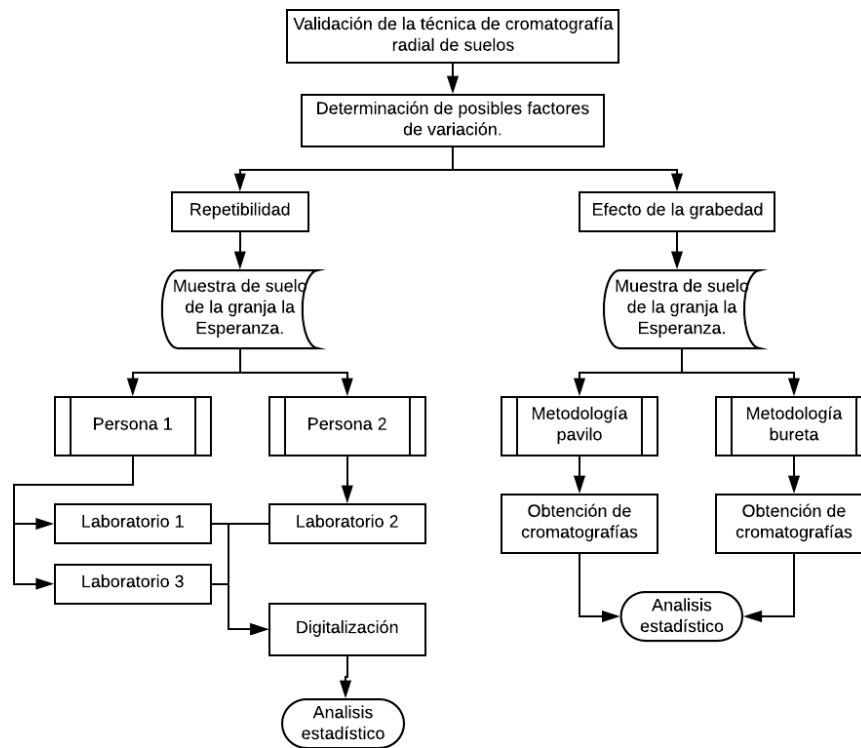 Validación de la técnica de cromatografía
radial de suelos
Determinación de posibles factores
de variación.
Repetibilidad
Efecto de la grabedad
Muestra de suelo
de la granja la
Esperanza.
Muestra de suelo
de la granja la
Esperanza.
Persona 1
Persona 2
Metodología
pavilo
Metodología
bureta
Laboratorio 1
Laboratorio 2
Obtención de
cromatografías
Obtención de
cromatografías
Laboratorio 3
Digitalización
Analisis
estadístico
Analisis
estadístico